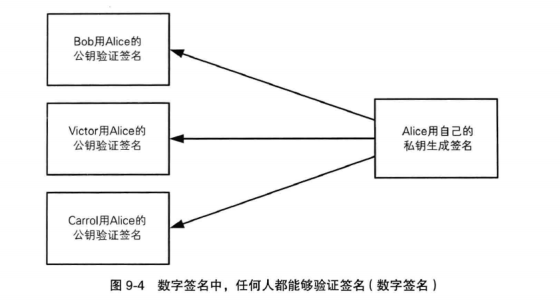 Bob用Alice的
公钥验证签名
Victor用Alice的
公钥验证签名
Alice用自己的
私钥生成签名
Carrol用Alice的
公钥验证签名
图 9-4 数字签名中，任何人都能够验证签名（数字签名）